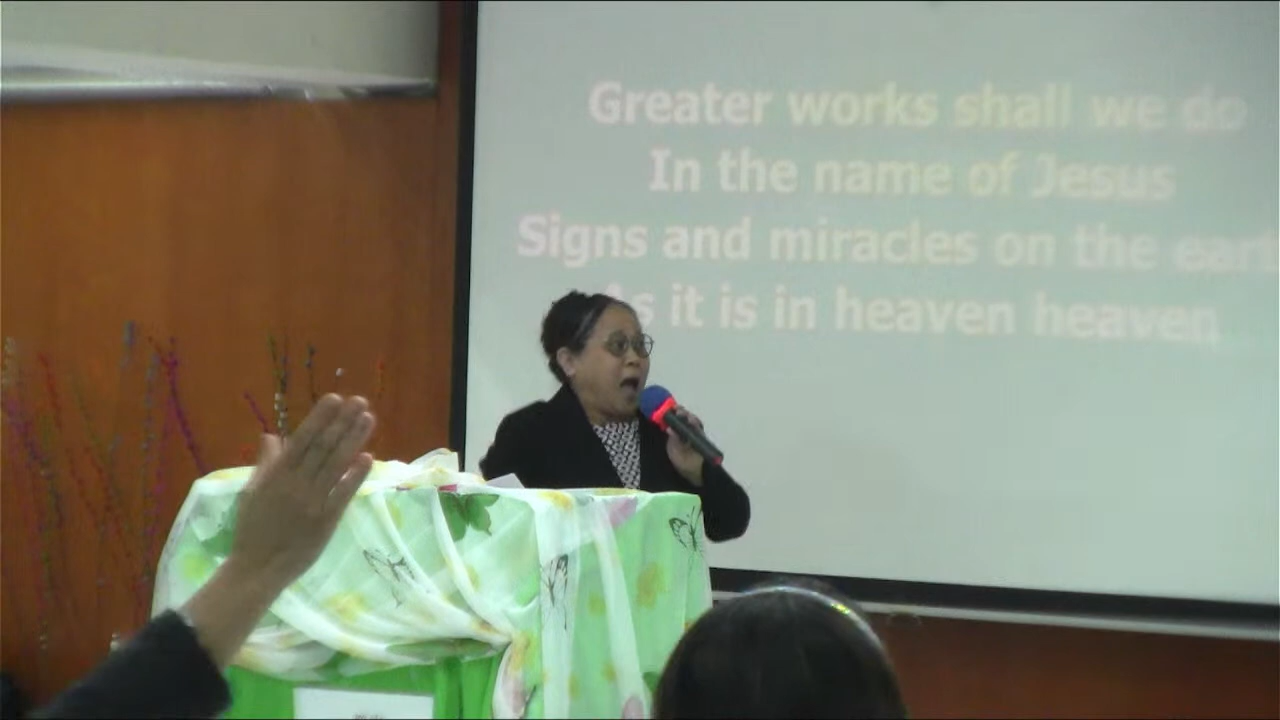 Greater works shall we do
In the name of Jesus
Signs and miracles on the eart
As it is in heaven heaven